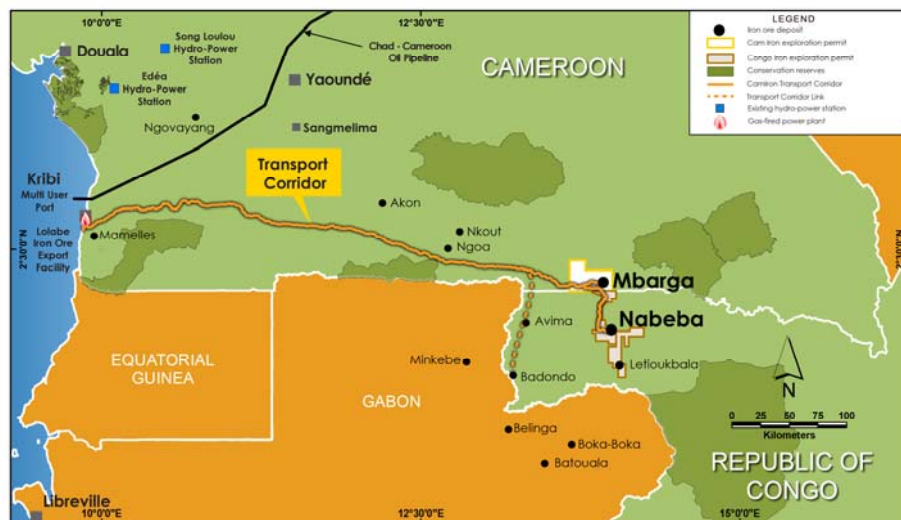 10°0'0"E
12°30'0"E
LEGEND
Iron ore deposit
Cam Iron exploration permit
Congo Iron exploration permit
Conservation reserves
CamIron Transport Corridor
Transport Corridor Link
Existing hydro-power station
Gas-fired power plant
Song Loulou
Hydro-Power
Station
Douala
Chad - Cameroon
Oil Pipeline
CAMEROON
Edéa
Hydro-Power
Station
Yaoundé
Ngovayang
Sangmelima
Transport
Corridor
Kribi
Multi User
Port
Akon
Nkout
Ngoa
Mamelles
Lolabe
Iron Ore
Export
Facility
2°30'0"N
2°30'0"N
Mbarga
Nabeba
Avima
EQUATORIAL
GUINEA
Minkebe
Letioukbala
Badondo
GABON
N
Belinga
Boka-Boka
Batouala
0 25 50 75 100
Kilometers
REPUBLIC OF
CONGO
Libreville
10°0'0"E
12°30'0"E
15°0'0"E